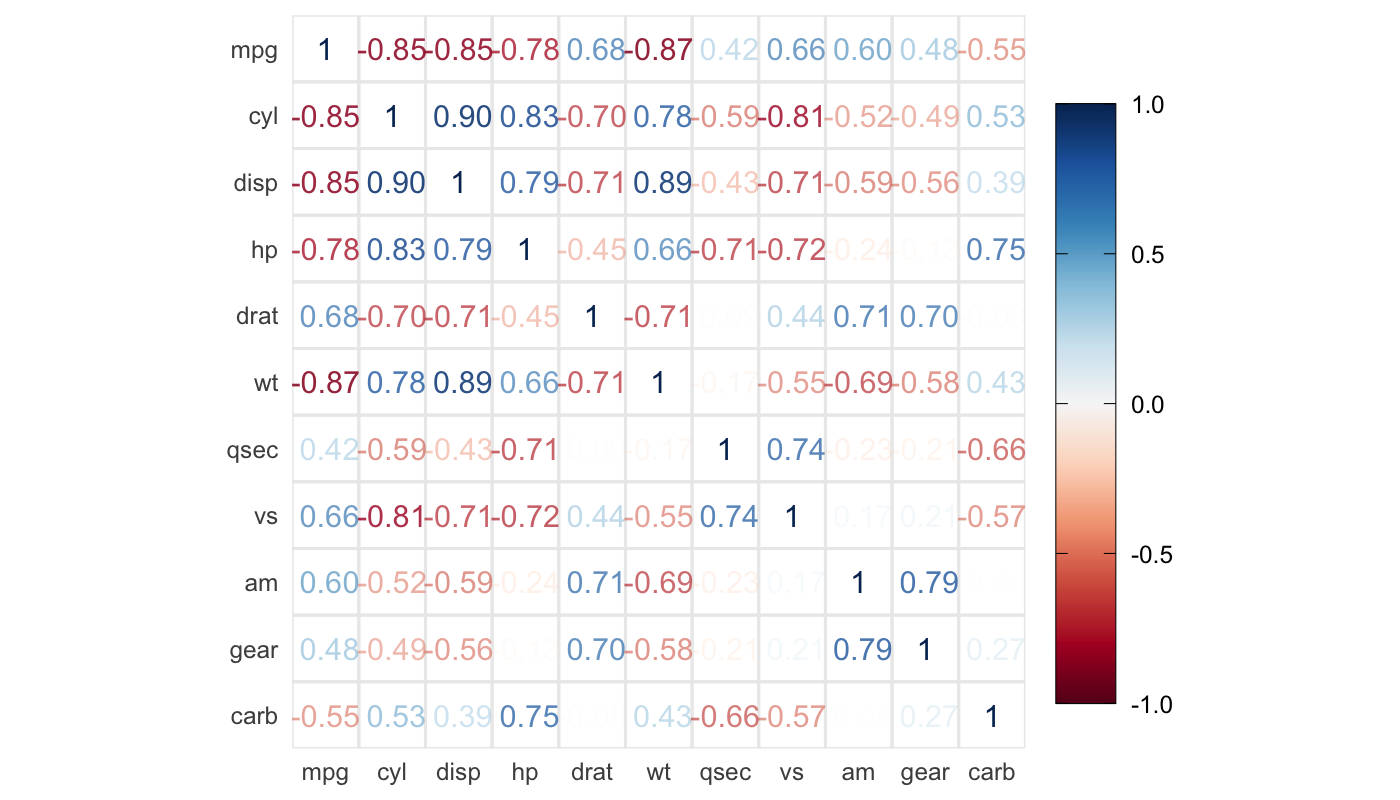 mpg 1 -0.85 -0.85 -0.78 0.68 -0.87 0.42 0.66 0.60 0.48 -0.55
cyl -0.85 1 0.90 0.83 -0.70 0.78 -0.59 -0.81 -0.52 -0.49 0.53
disp -0.85 0.90 1 0.79 -0.71 0.89 -0.43 -0.71 -0.59 -0.56 0.39
hp -0.78 0.83 0.79 1 -0.45 0.66 -0.71 -0.72 -0.24 0.75
drat 0.68 -0.70 -0.71 -0.45 1 -0.71 0.44 0.71 0.70
wt -0.87 0.78 0.89 0.66 -0.71 1 -0.55 -0.69 -0.58 0.43
qsec 0.42 -0.59 -0.43 -0.71 -0.17 1 0.74 -0.23 -0.21 -0.66
vs 0.66 -0.81 -0.71 -0.72 0.44 -0.55 0.74 1 0.17 0.21 -0.57
am 0.60 -0.52 -0.59 -0.24 0.71 -0.69 -0.23 0.17 1 0.79
gear 0.48 -0.49 -0.56 0.70 -0.58 -0.21 0.21 0.79 1 0.27
carb -0.55 0.53 0.39 0.75 0.43 -0.66 -0.57 0.27 1
mpg cyl disp hp drat wt qsec vs am gear carb
1.0
0.5
0.0
-0.5
-1.0